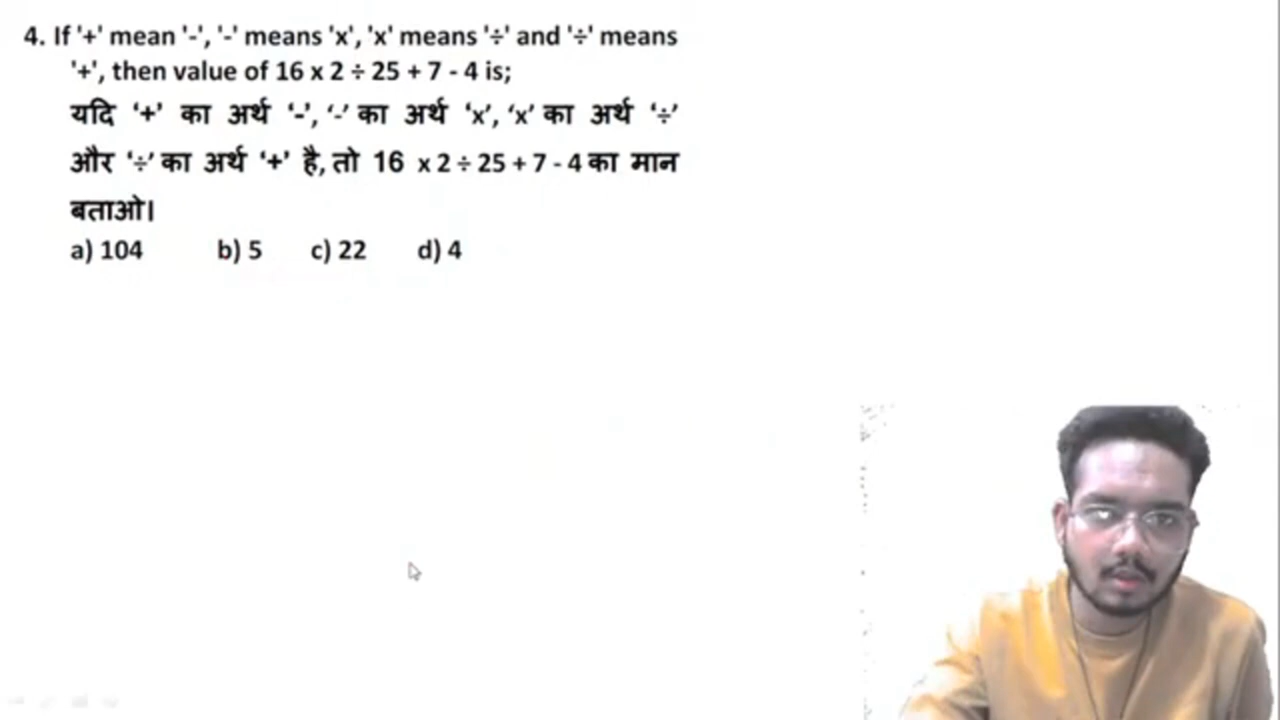 4. If '+' mean '-', '-' means 'x', 'x' means '÷' and '÷' means
'+', then value of 16 x 2 ÷ 25 + 7 - 4 is;
यदि '+' का अर्थ '-', '-' का अर्थ 'x', 'x' का अर्थ '÷'
और '÷' का अर्थ '+' है, तो 16 x 2 ÷ 25 + 7 - 4 का मान
बताओ।
a) 104 b) 5 c) 22 d) 4